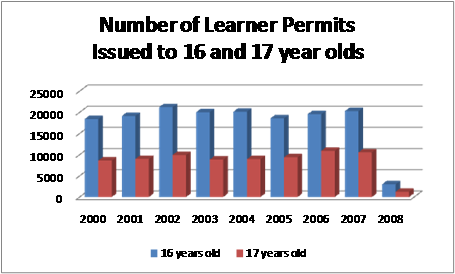 Number of Learner Permits
Issued to 16 and 17 year olds
25000
20000
15000
10000
5000
0
2000 2001 2002 2003 2004 2005 2006 2007 2008
16 years old 17 years old